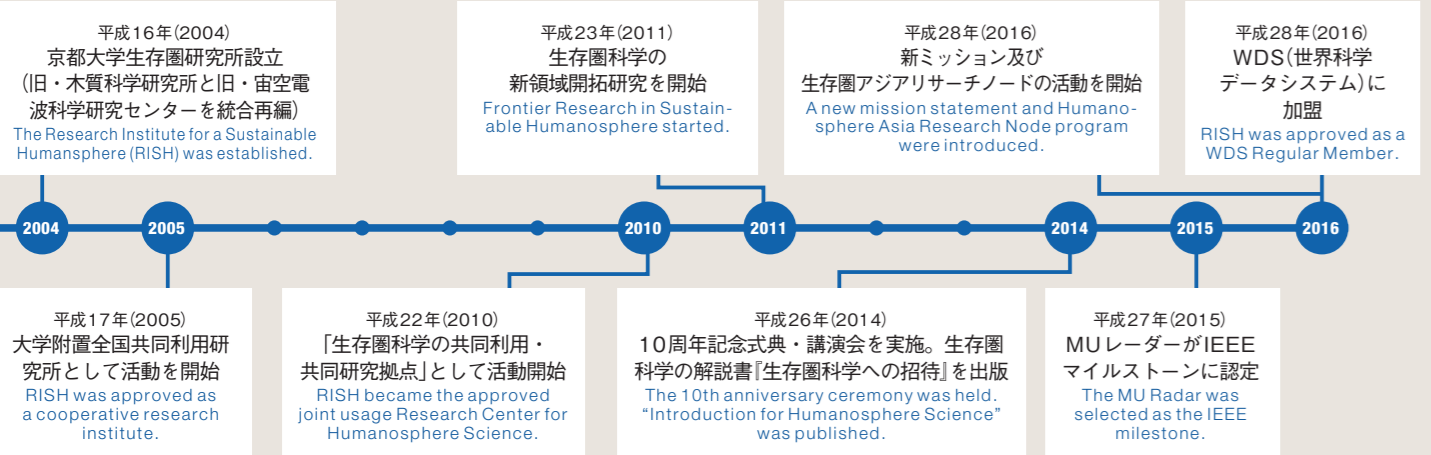 平成16年(2004)
京都大学生存圏研究所設立
(旧・木質科学研究所と旧・宙空電
波科学研究センターを統合再編)
The Research Institute for a Sustainable
Humansphere (RISH) was established.
平成23年(2011)
生存圏科学の
新領域開拓研究を開始
Frontier Research in Sustain-
able Humanosphere started.
平成28年(2016)
新ミッション及び
生存圏アジアリサーチノードの活動を開始
A new mission statement and Humano-
sphere Asia Research Node program
were introduced.
平成28年(2016)
WDS(世界科学
データシステム)に
加盟
RISH was approved as a
WDS Regular Member.
2004
2005
2010
2011
2014
2015
2016
平成17年(2005)
大学附置全国共同利用研
究所として活動を開始
RISH was approved as
a cooperative research
institute.
平成22年(2010)
「生存圏科学の共同利用・
共同研究拠点」として活動開始
RISH became the approved
joint usage Research Center for
Humanosphere Science.
平成26年(2014)
10周年記念式典・講演会を実施。生存圏
科学の解説書『生存圏科学への招待』を出版
The 10th anniversary ceremony was held.
“Introduction for Humanosphere Science”
was published.
平成27年(2015)
MUレーダーがIEEE
マイルストーンに認定
The MU Radar was
selected as the IEEE
milestone.